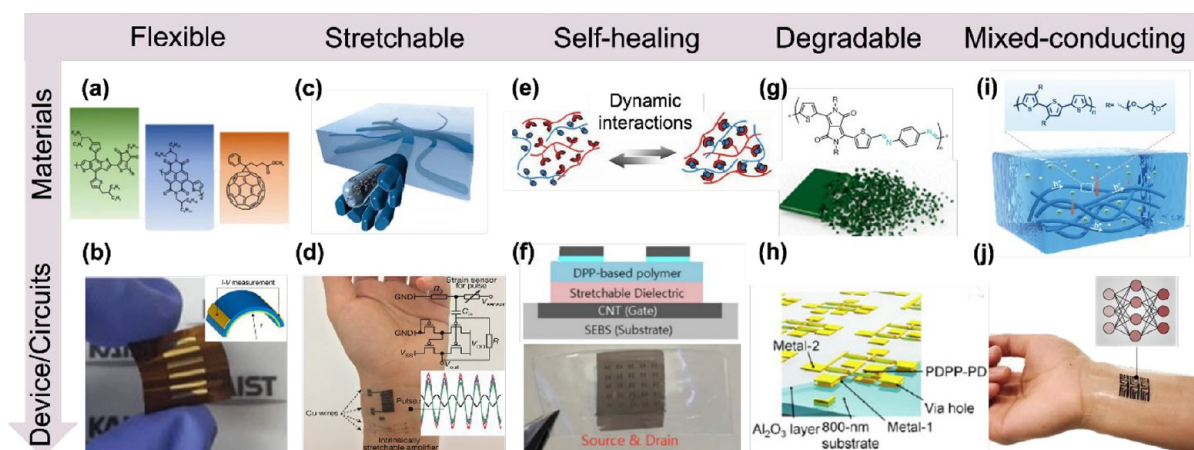 Flexible
Stretchable
Self-healing
Degradable
Mixed-conducting
Materials
Device/Circuits
(a)
(c)
(e)
Dynamic
interactions
(g)
R
N
O
O
N
R
N
N
n
(i)
R
R
n
R=
O
3
O
(b)
I-V measurement
r
KAIST
(d)
Strain sensor
for pulse
GND
GND
R
Cu wires
Pulse
Intrinsically
stretchable amplifier
(f)
DPP-based polymer
Stretchable Dielectric
CNT (Gate)
SEBS (Substrate)
Source & Drain
(h)
Metal-2
PDPP-PD
Via hole
Al₂O₃ layer
800-nm
substrate
Metal-1
(j)